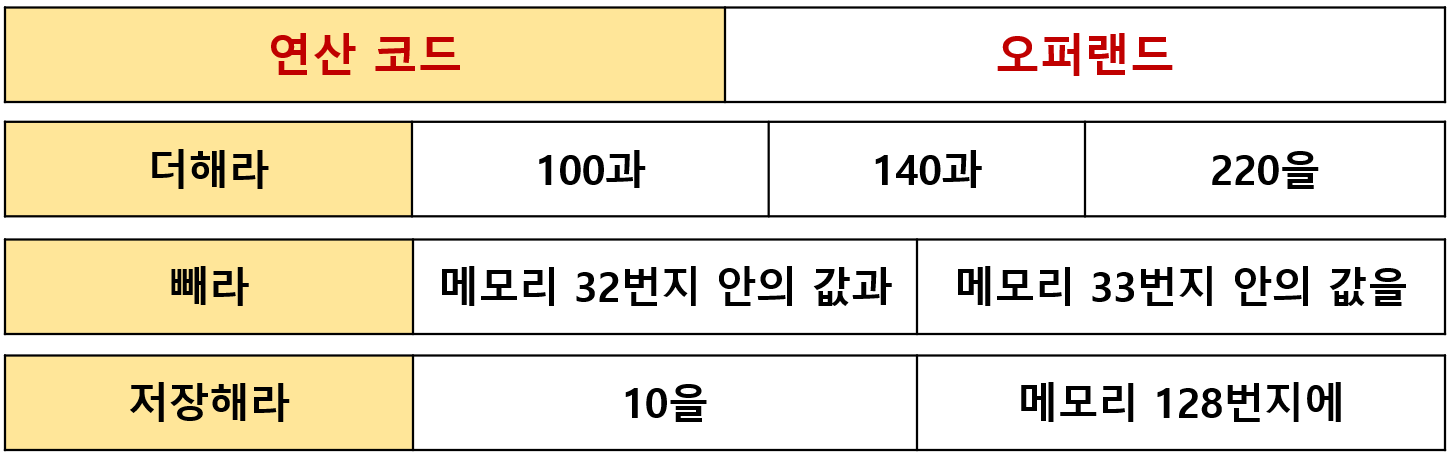 연산 코드 오퍼랜드
더해라 100과 140과 220을
빼라 메모리 32번지 안의 값과 메모리 33번지 안의 값을
저장해라 10을 메모리 128번지에